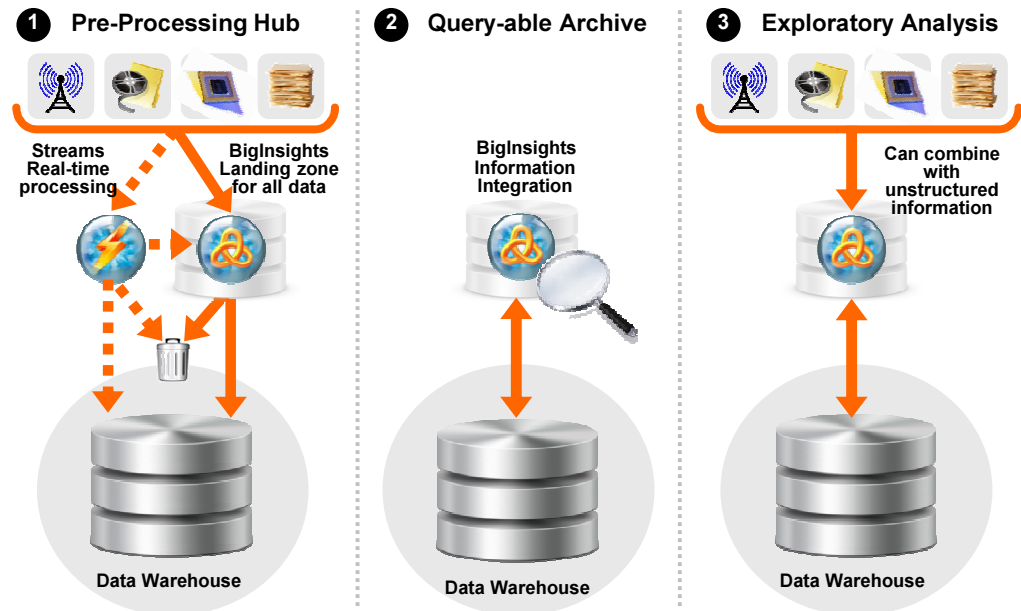 1 Pre-Processing Hub
Streams
Real-time
processing
BigInsights
Landing zone
for all data
Data Warehouse
2 Query-able Archive
BigInsights
Information
Integration
Data Warehouse
3 Exploratory Analysis
Can combine
with
unstructured
information
Data Warehouse